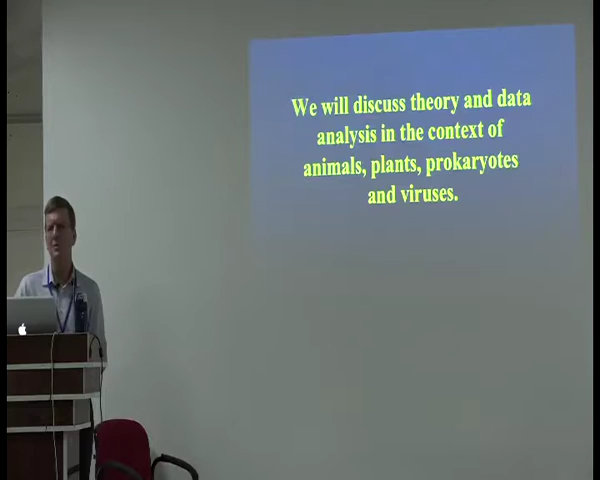 We will discuss theory and data
analysis in the context of
animals, plants, prokaryotes
and viruses.